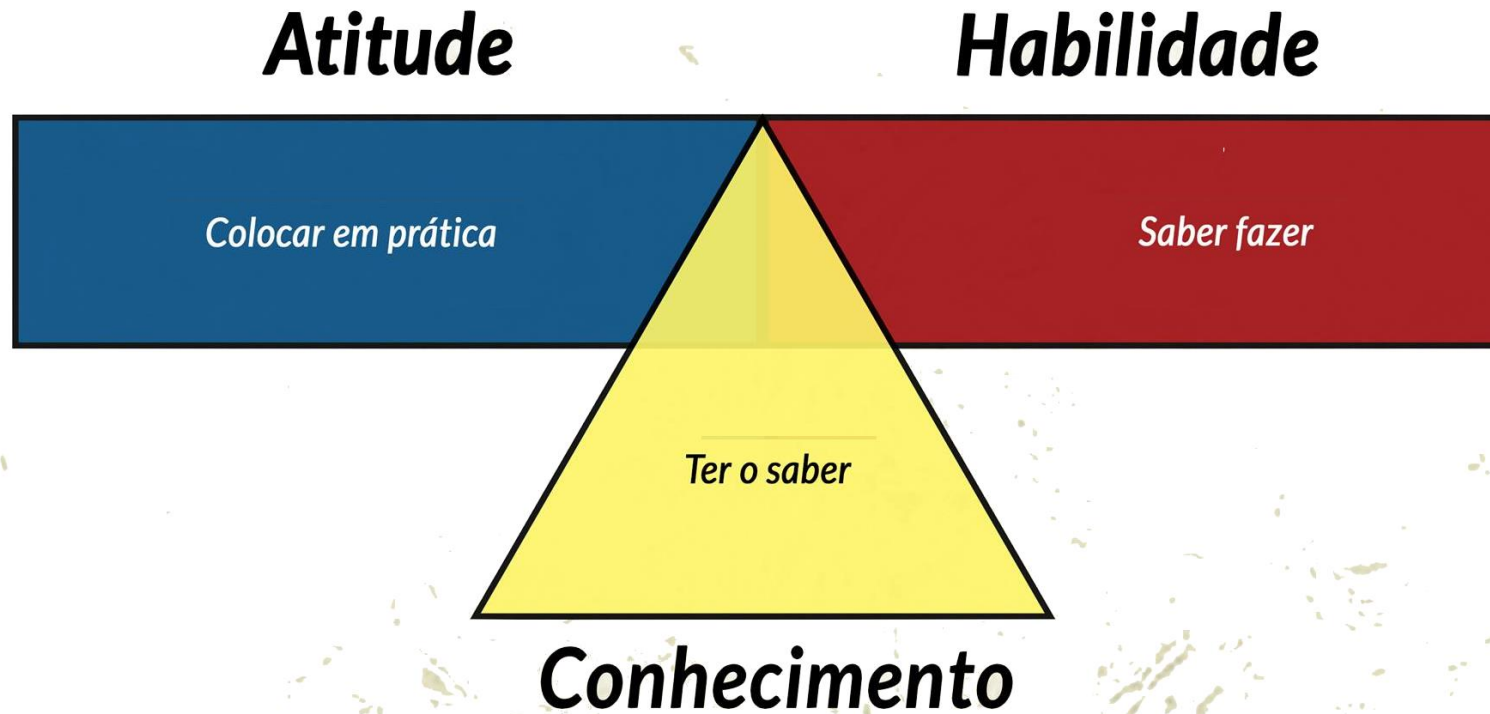 Atitude
Habilidade
Colocar em prática
Saber fazer
Ter o saber
Conhecimento